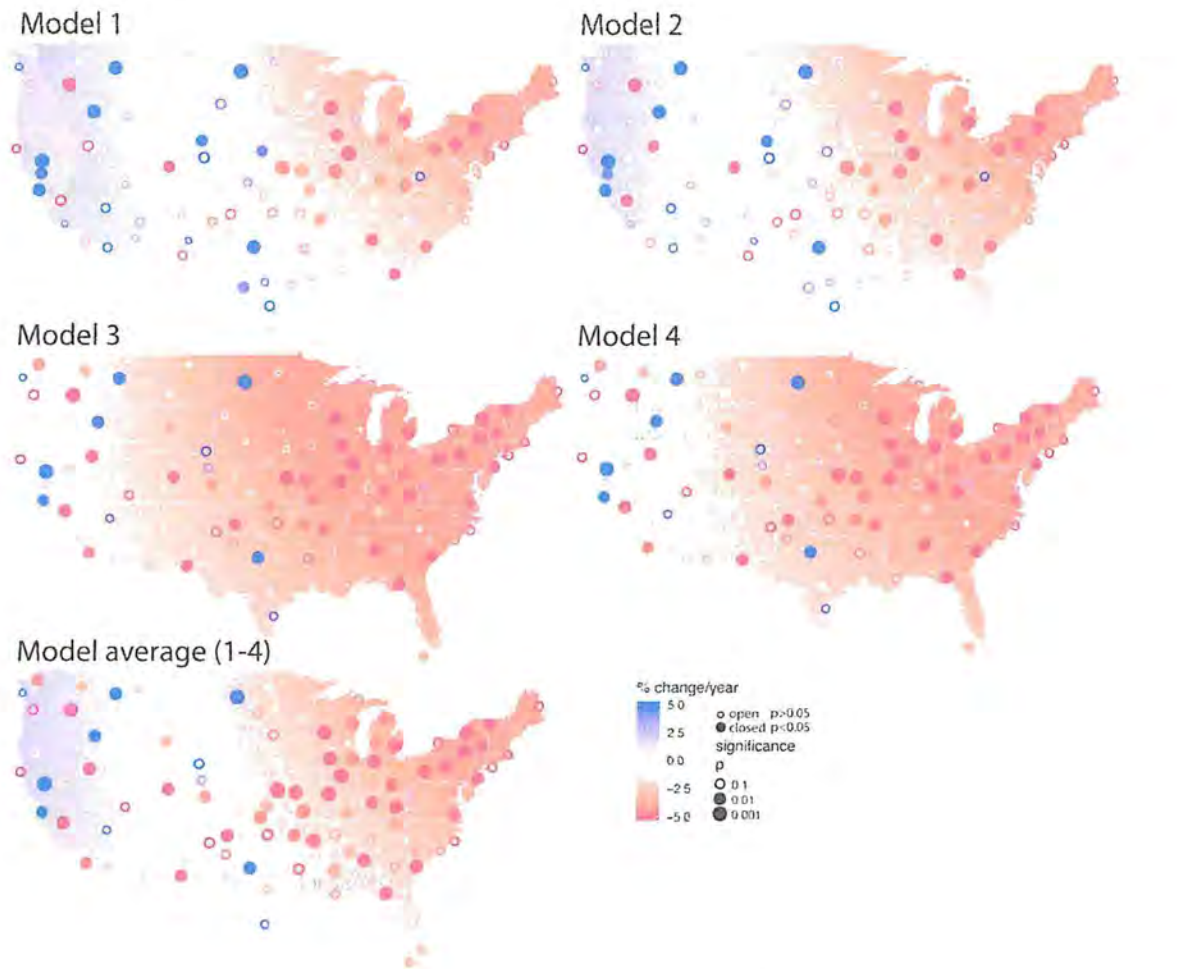 Model 1
Model 2
Model 3
Model 4
Model average (1-4)
% change/year
5.0
2.5
0.0
-2.5
-5.0
open p>0.05
closed p<0.05
significance
p
0.1
0.01
0.001